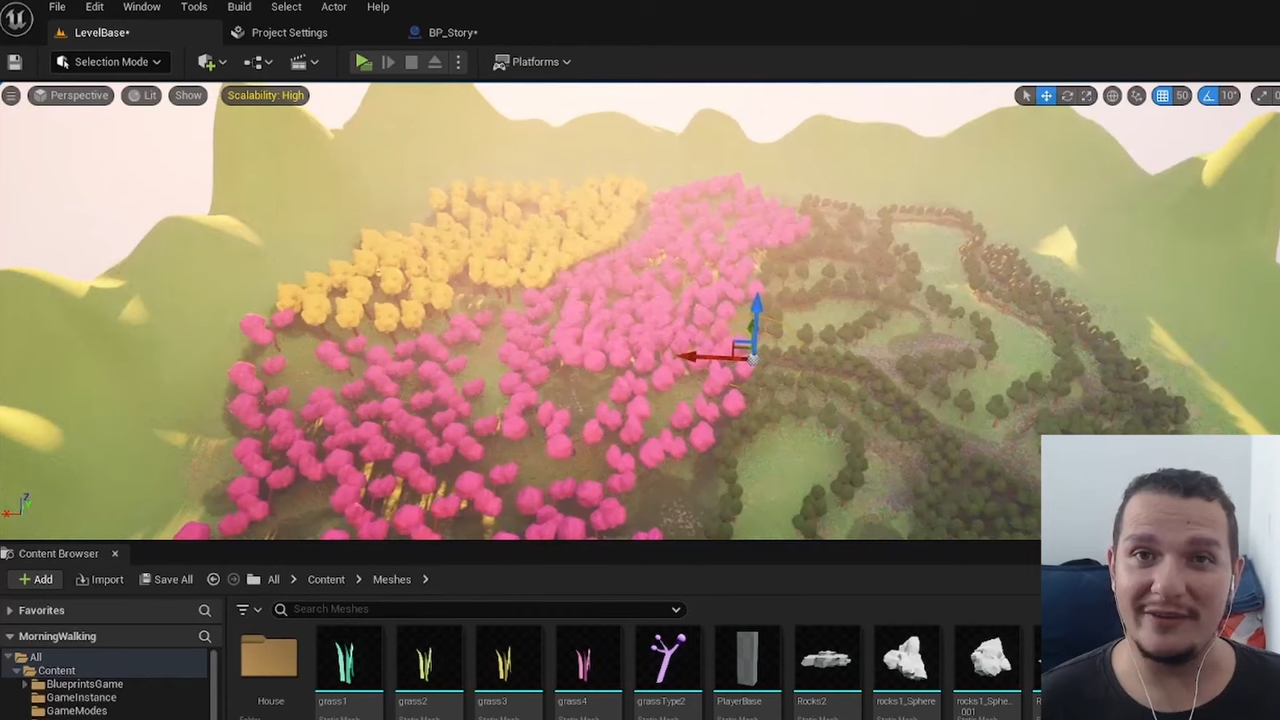 File Edit Window Tools Build Select Actor Help
LevelBase* Project Settings BP_Story*
Selection Mode Platforms
Perspective Lit Show Scalability: High 50 10°
Z
X
Content Browser
Add Import Save All All Content Meshes
Favorites Search Meshes
MorningWalking
All
Content
BlueprintsGame
GameInstance
GameModes
House grass1 grass2 grass3 grass4 grassType2 PlayerBase Rocks2 rocks1_Sphere rocks1_Sphe_
001